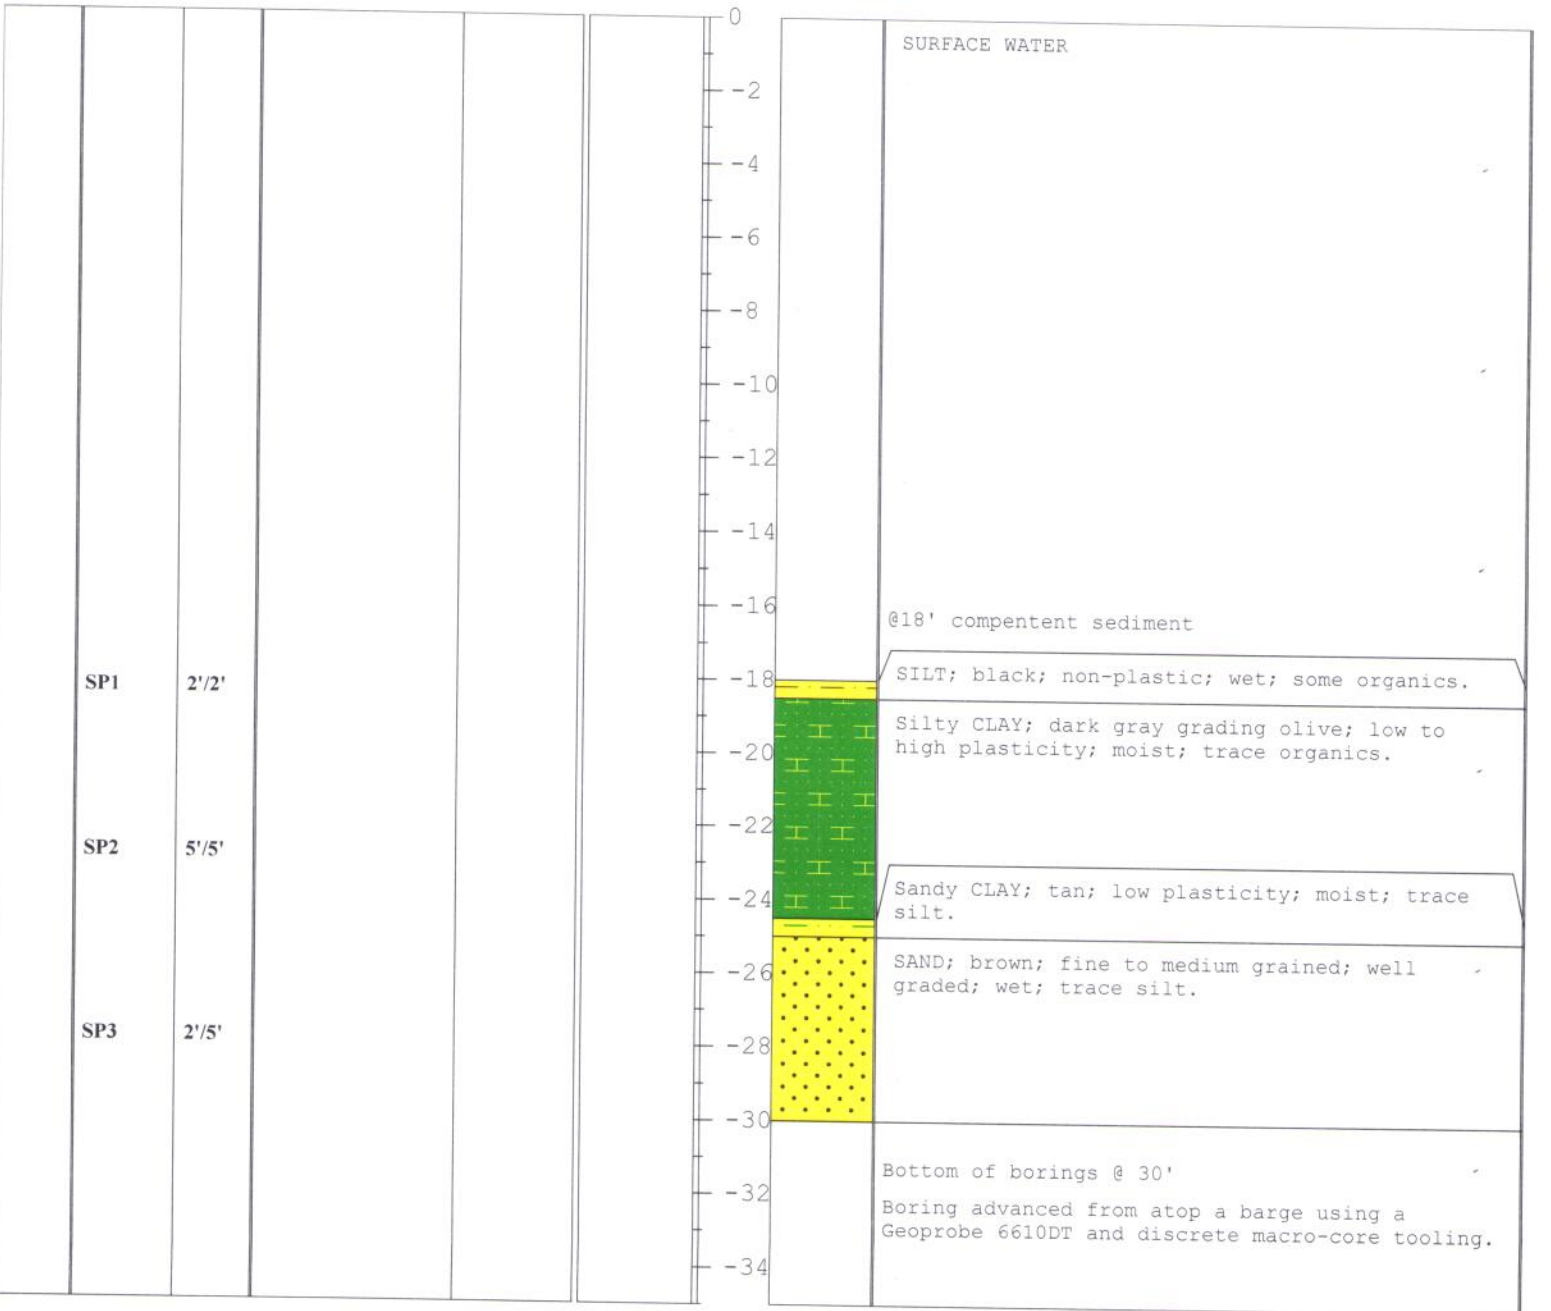 0
SURFACE WATER
-2
-4
-6
-8
-10
-12
-14
-16
@18' compentent sediment
SP1 2'/2'
-18
SILT; black; non-plastic; wet; some organics.
Silty CLAY; dark gray grading olive; low to
high plasticity; moist; trace organics.
-20
-22
SP2 5'/5'
-24
Sandy CLAY; tan; low plasticity; moist; trace
silt.
-26
SAND; brown; fine to medium grained; well
graded; wet; trace silt.
SP3 2'/5'
-28
-30
Bottom of borings @ 30'
-32
Boring advanced from atop a barge using a
Geoprobe 6610DT and discrete macro-core tooling.
-34